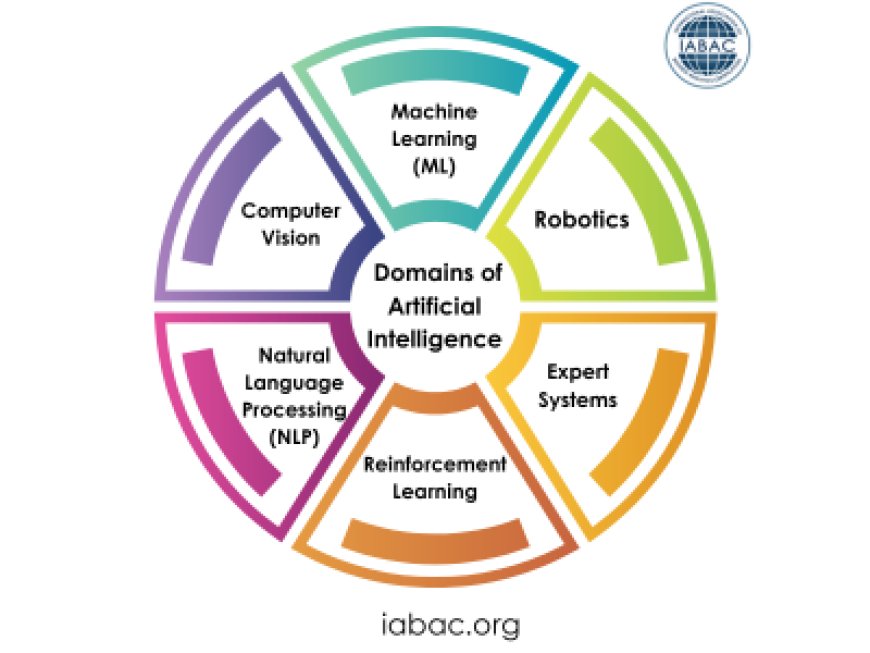 IABAC
Machine
Learning
(ML)
Computer
Vision
Robotics
Domains of
Artificial
Intelligence
Natural
Language
Processing
(NLP)
Expert
Systems
Reinforcement
Learning
iabac.org